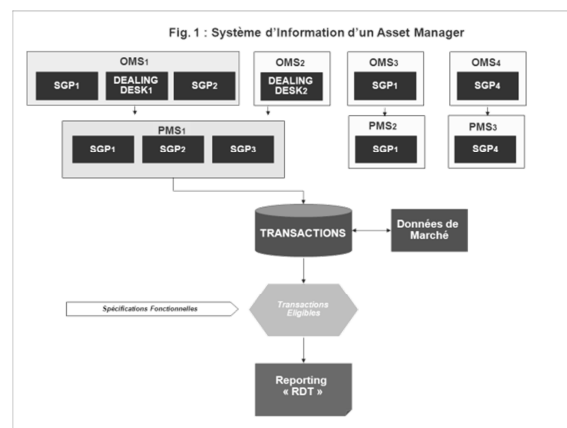 Fig. 1 : Système d'Information d'un Asset Manager
OMS1
OMS2
OMS3
OMS4
SGP1
DEALING
DESK1
SGP2
DEALING
DESK2
SGP1
SGP4
PMS1
PMS2
PMS3
SGP1
SGP2
SGP3
SGP1
SGP4
TRANSACTIONS
Données de
Marché
Spécifications Fonctionnelles
Transactions
Eligibles
Reporting
« RDT »